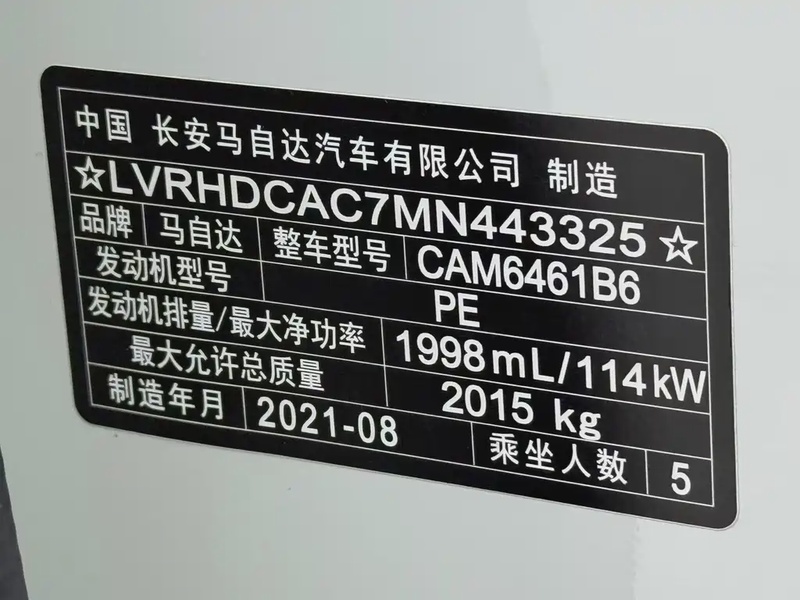 中国 长安马自达汽车有限公司 制造
☆LVRHDCAC7MN443325☆
品牌 马自达 整车型号 CAM6461B6
发动机型号 PE
发动机排量/最大净功率 1998mL/114kW
最大允许总质量 2015 kg
制造年月 2021-08 乘坐人数 5